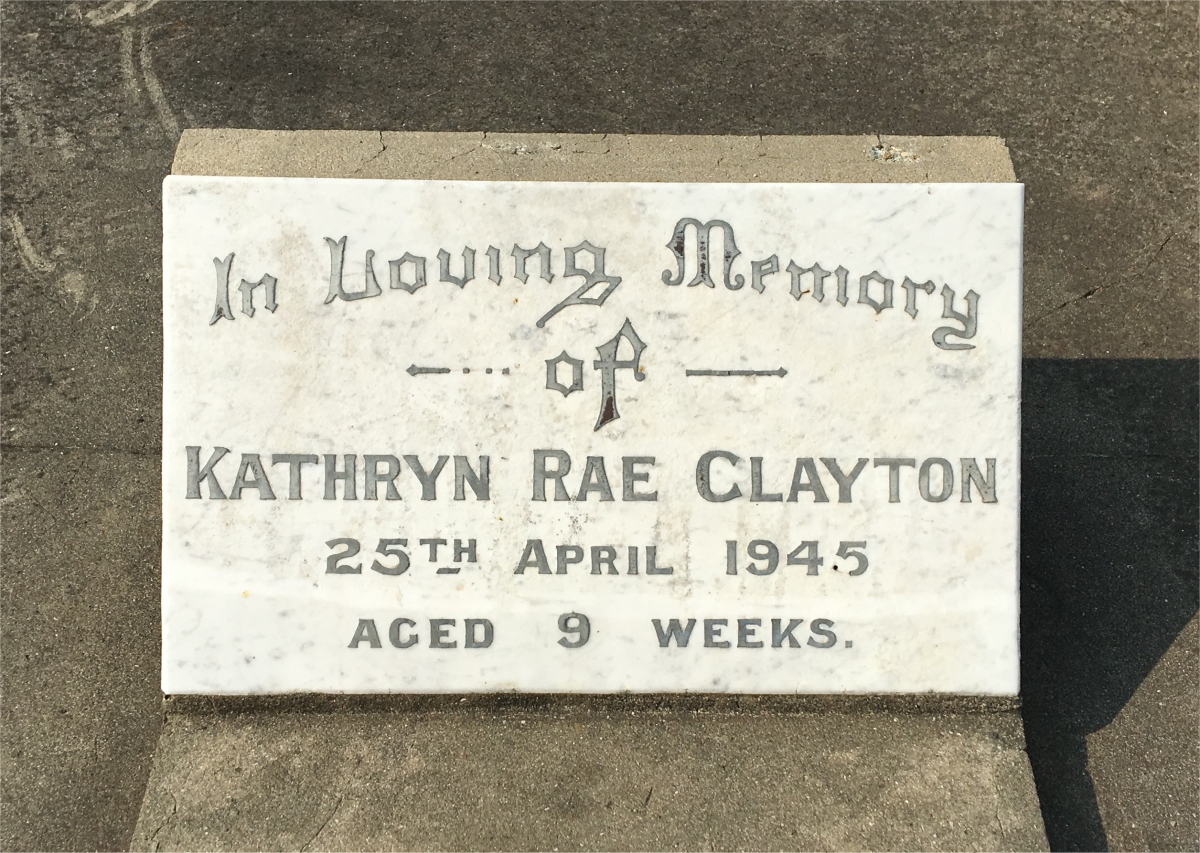 In Loving Memory
of
KATHRYN RAE CLAYTON
25TH APRIL 1945
AGED 9 WEEKS.